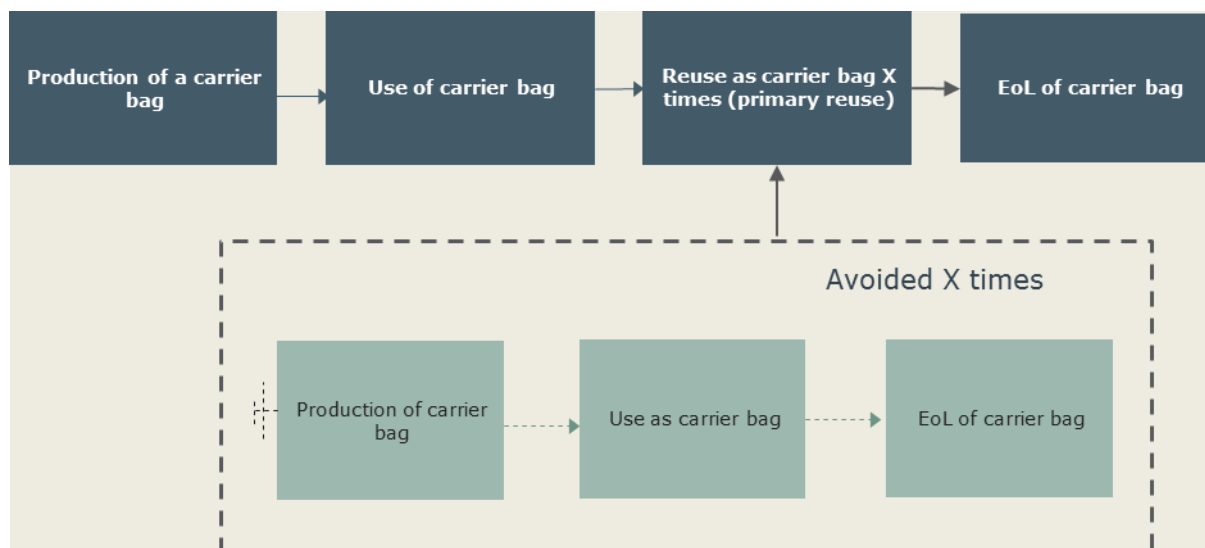 Production of a carrier
bag
Use of carrier bag
Reuse as carrier bag X
times (primary reuse)
EoL of carrier bag
Avoided X times
Production of carrier
bag
Use as carrier bag
EoL of carrier bag